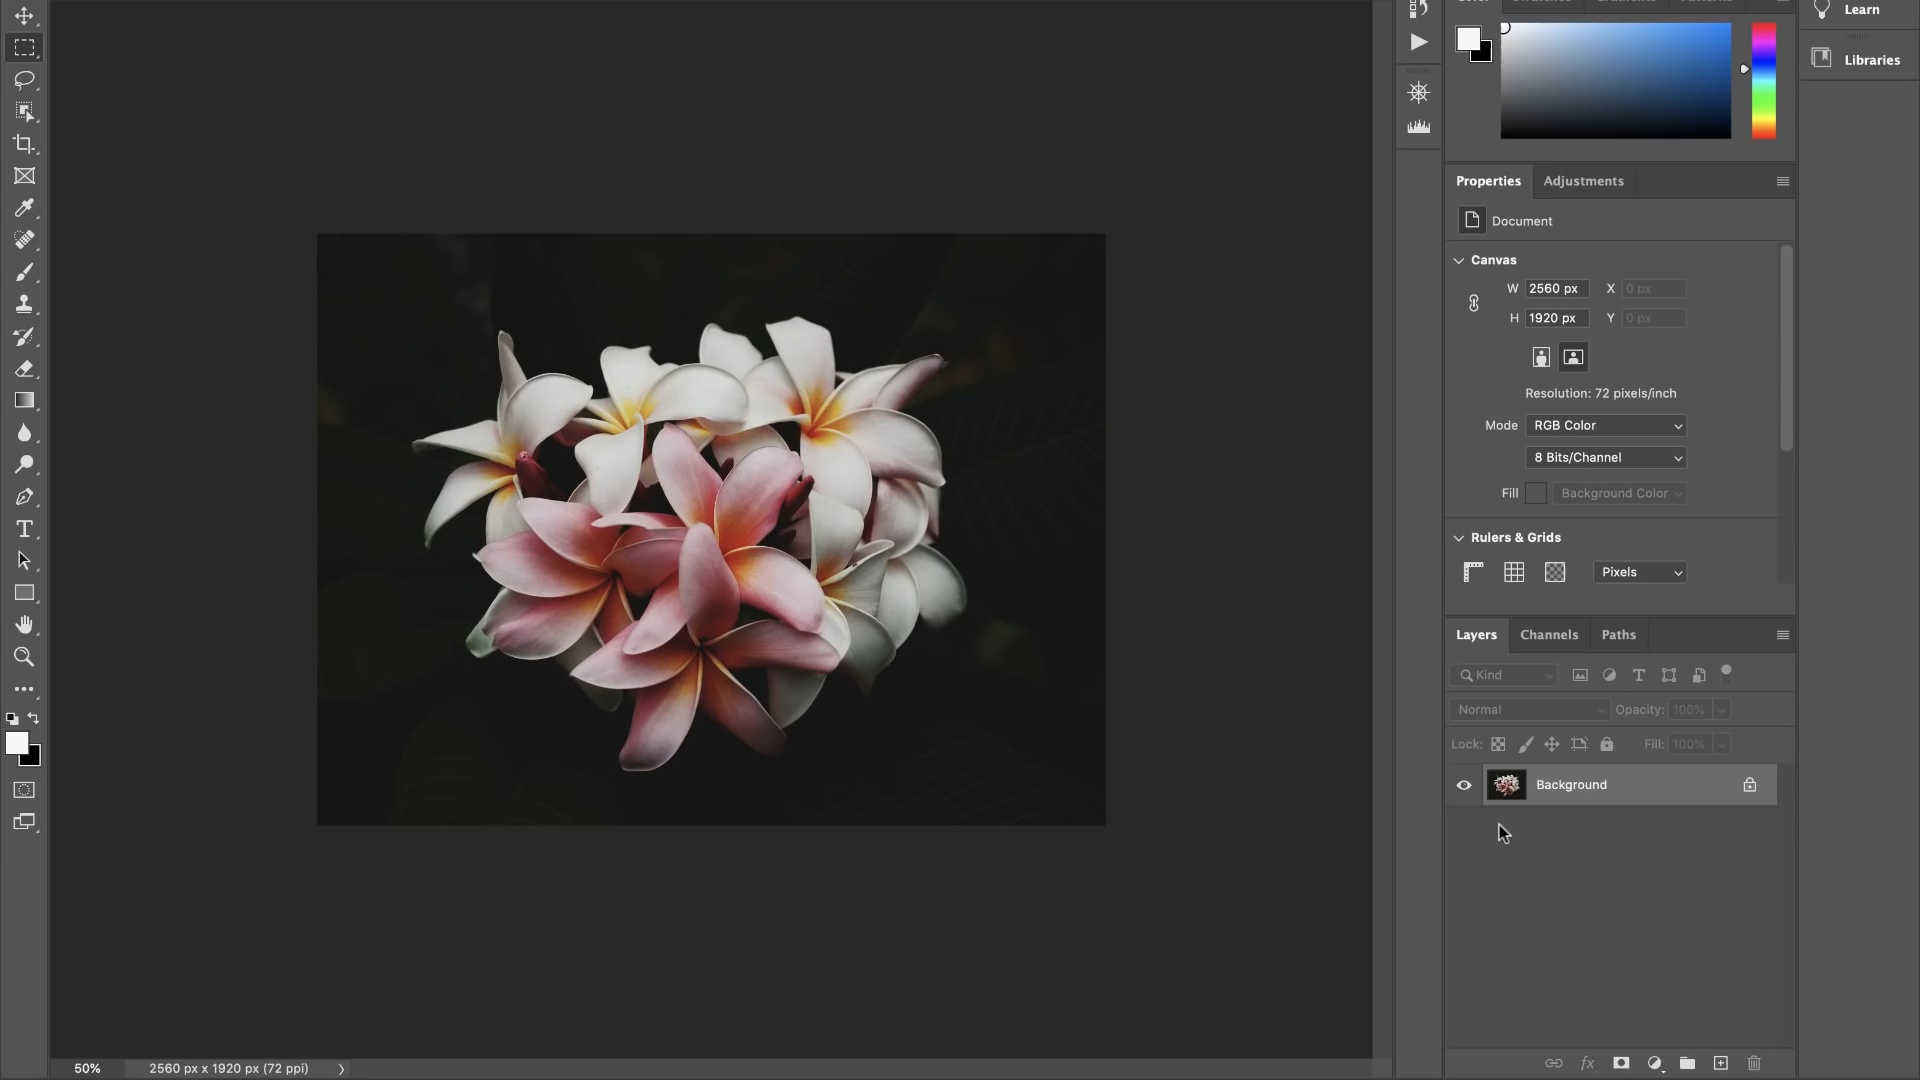 Learn
Libraries
Properties Adjustments
Document
Canvas
W 2560 px X 0 px
H 1920 px Y 0 px
Resolution: 72 pixels/inch
Mode RGB Color
8 Bits/Channel
Fill Background Color
Rulers & Grids
Pixels
Layers Channels Paths
Kind
Normal Opacity: 100%
Lock: Fill: 100%
Background
fx
50% 2560 px x 1920 px (72 ppi)